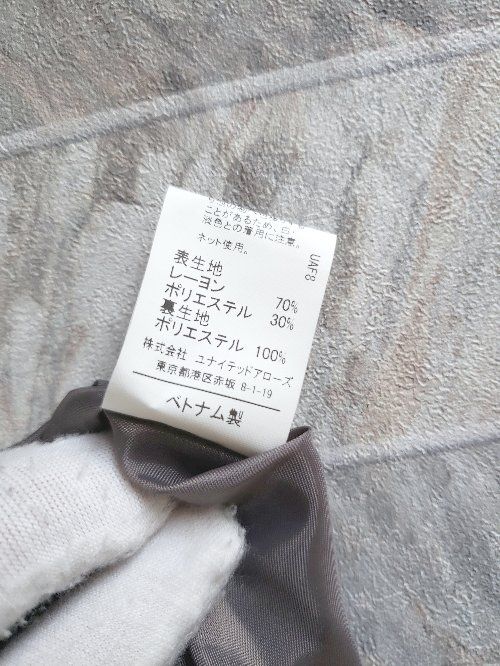 ことがあるため、白・
淡色との着用に注意。
ネット使用。
表生地
レーヨン 70%
ポリエステル 30%
裏生地
ポリエステル 100%
株式会社 ユナイテッドアローズ
東京都港区赤坂 8-1-19
ベトナム製
UAF8